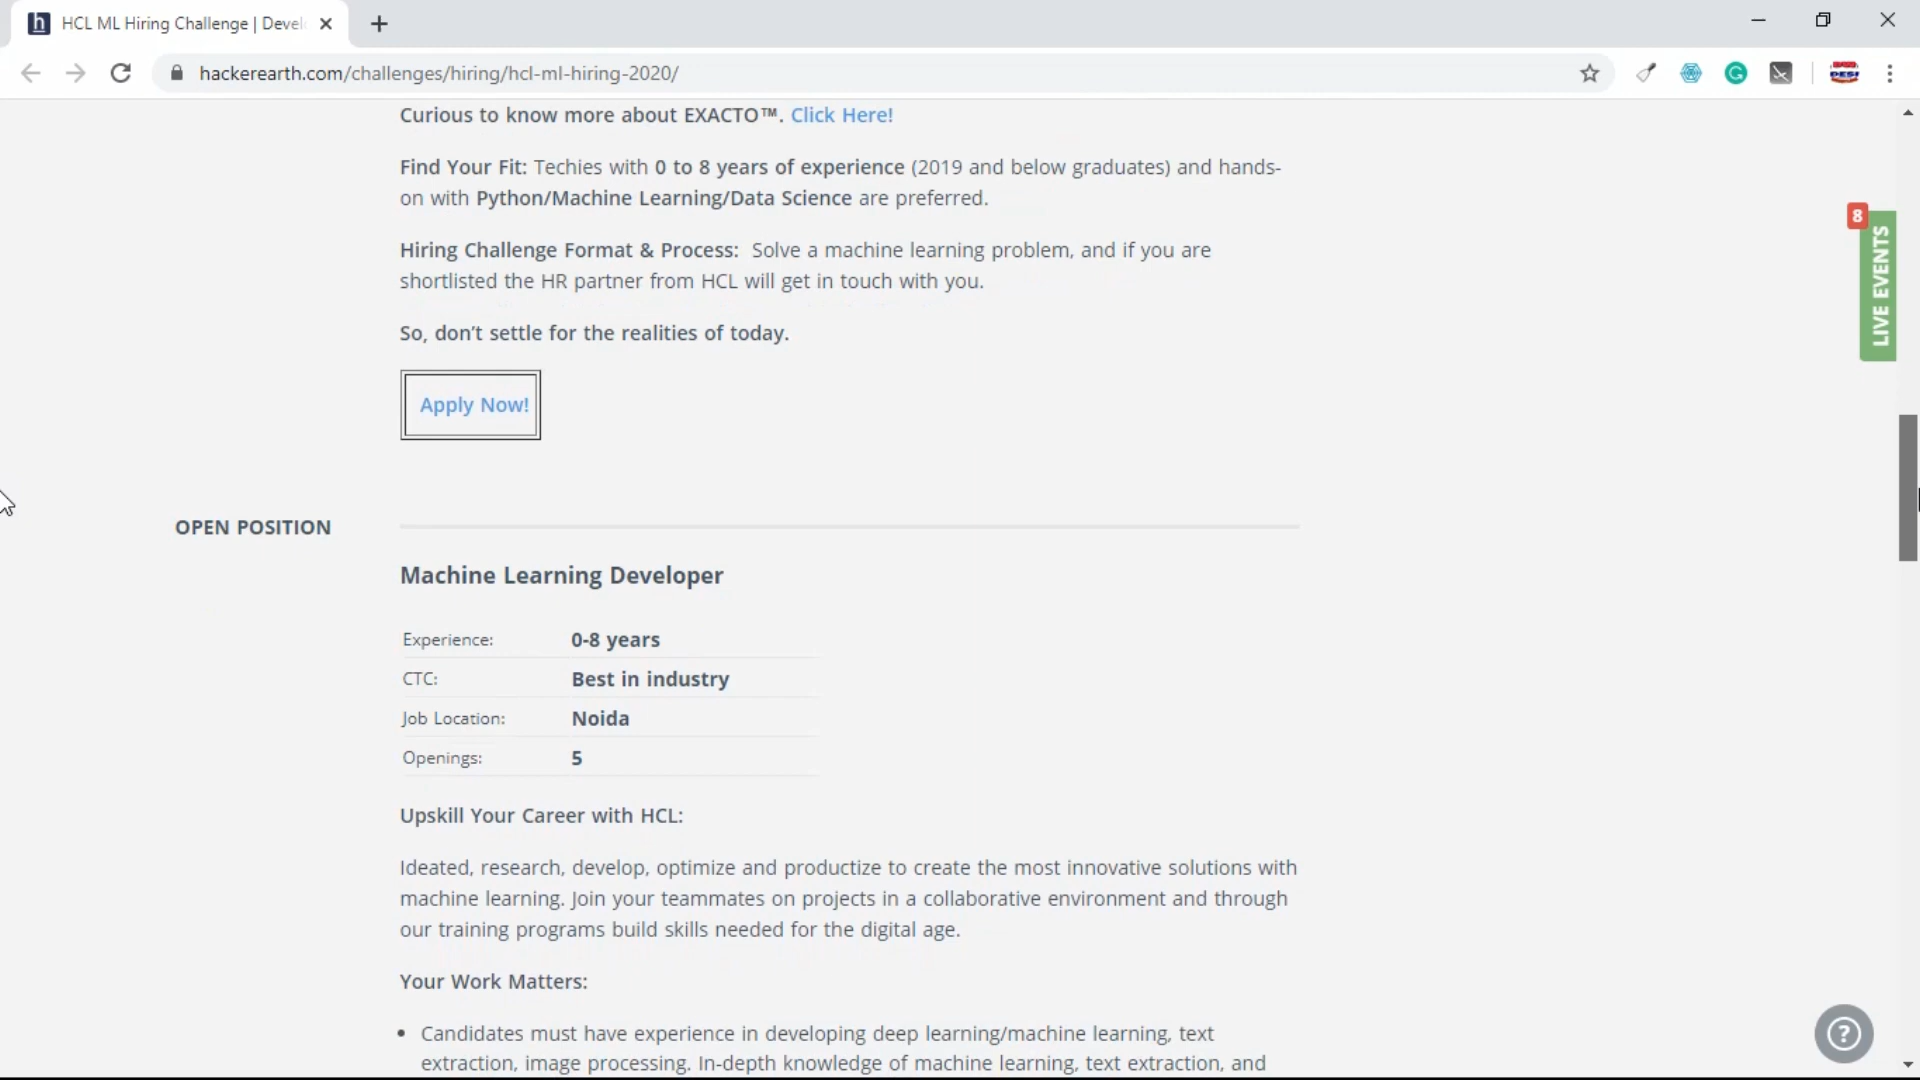 HCL ML Hiring Challenge | Devel
hackerearth.com/challenges/hiring/hcl-ml-hiring-2020/
Curious to know more about EXACTO™. Click Here!
Find Your Fit: Techies with 0 to 8 years of experience (2019 and below graduates) and hands-
on with Python/Machine Learning/Data Science are preferred.
8
LIVE EVENTS
Hiring Challenge Format & Process: Solve a machine learning problem, and if you are
shortlisted the HR partner from HCL will get in touch with you.
So, don't settle for the realities of today.
Apply Now!
OPEN POSITION
Machine Learning Developer
Experience: 0-8 years
CTC: Best in industry
Job Location: Noida
Openings: 5
Upskill Your Career with HCL:
Ideated, research, develop, optimize and productize to create the most innovative solutions with
machine learning. Join your teammates on projects in a collaborative environment and through
our training programs build skills needed for the digital age.
Your Work Matters:
• Candidates must have experience in developing deep learning/machine learning, text
extraction, image processing. In-depth knowledge of machine learning, text extraction, and